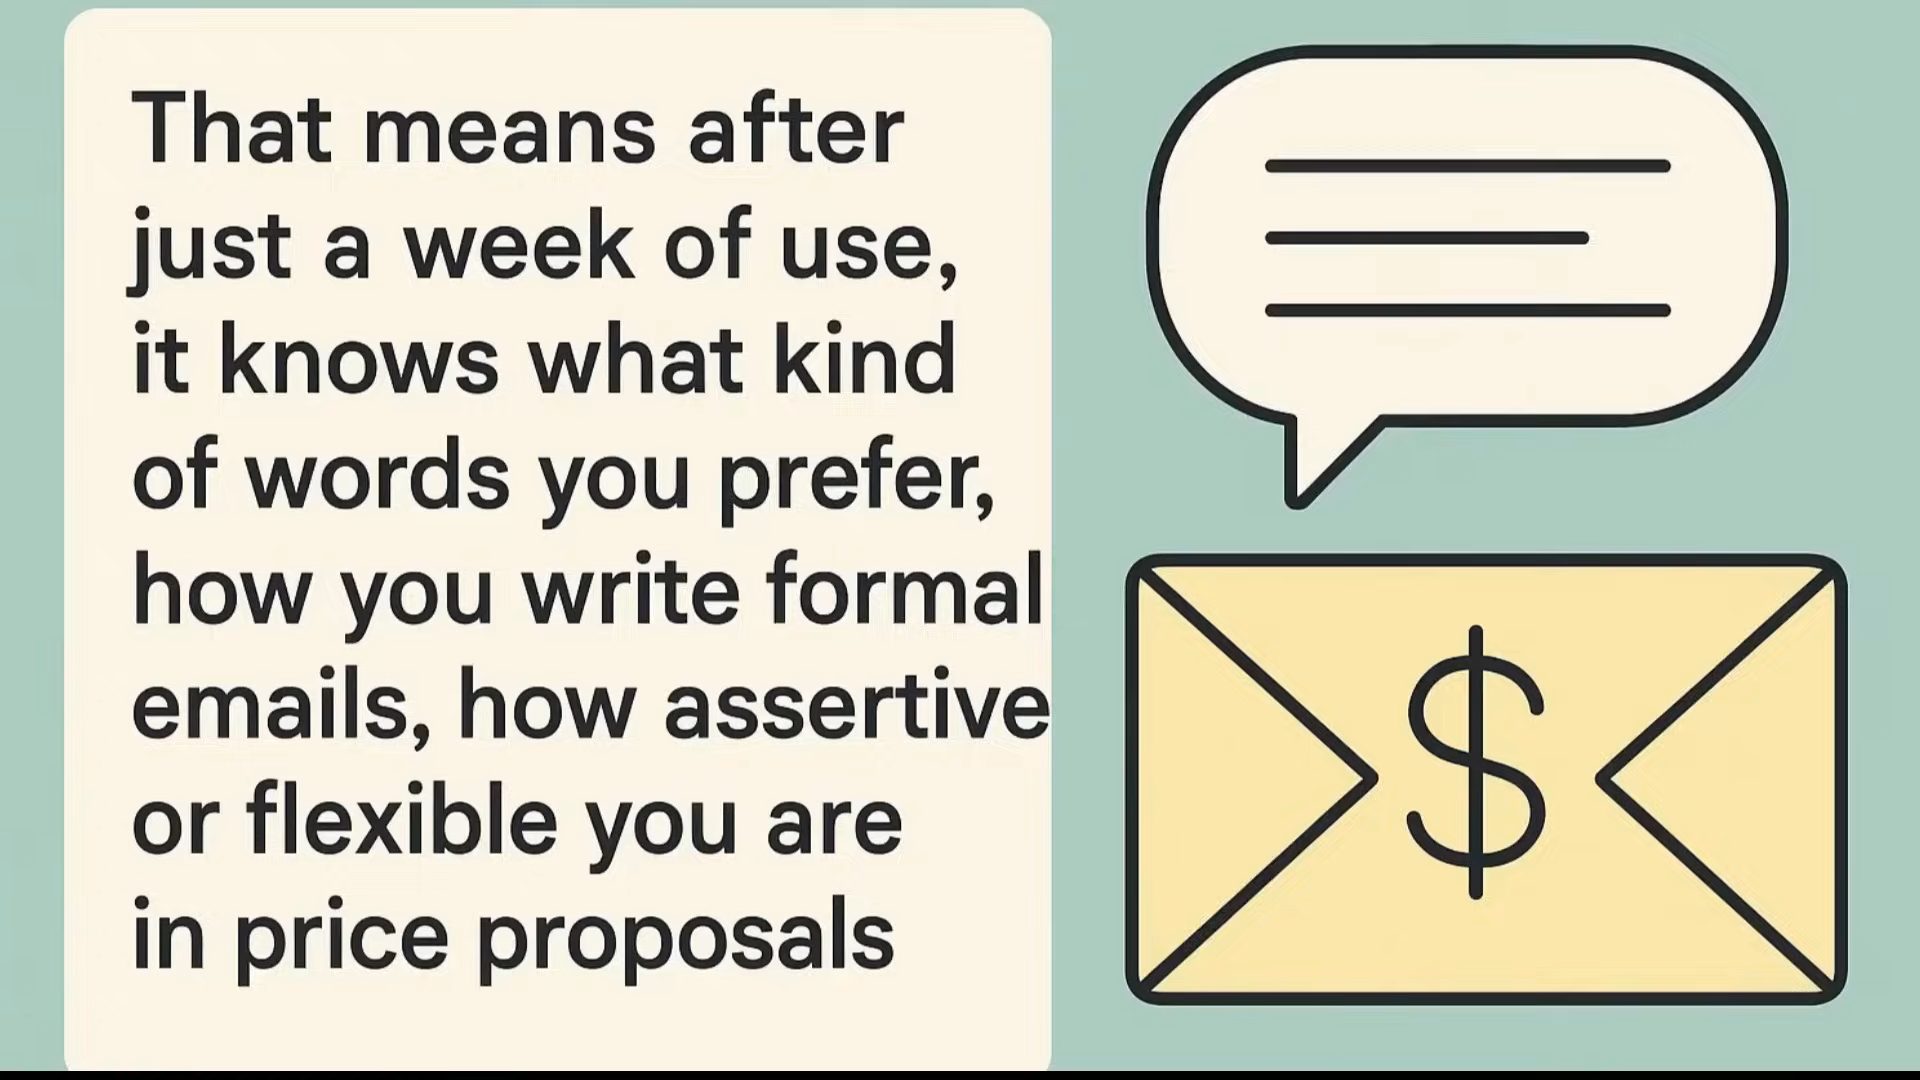 That means after
just a week of use,
it knows what kind
of words you prefer,
how you write formal
emails, how assertive
or flexible you are
in price proposals
$